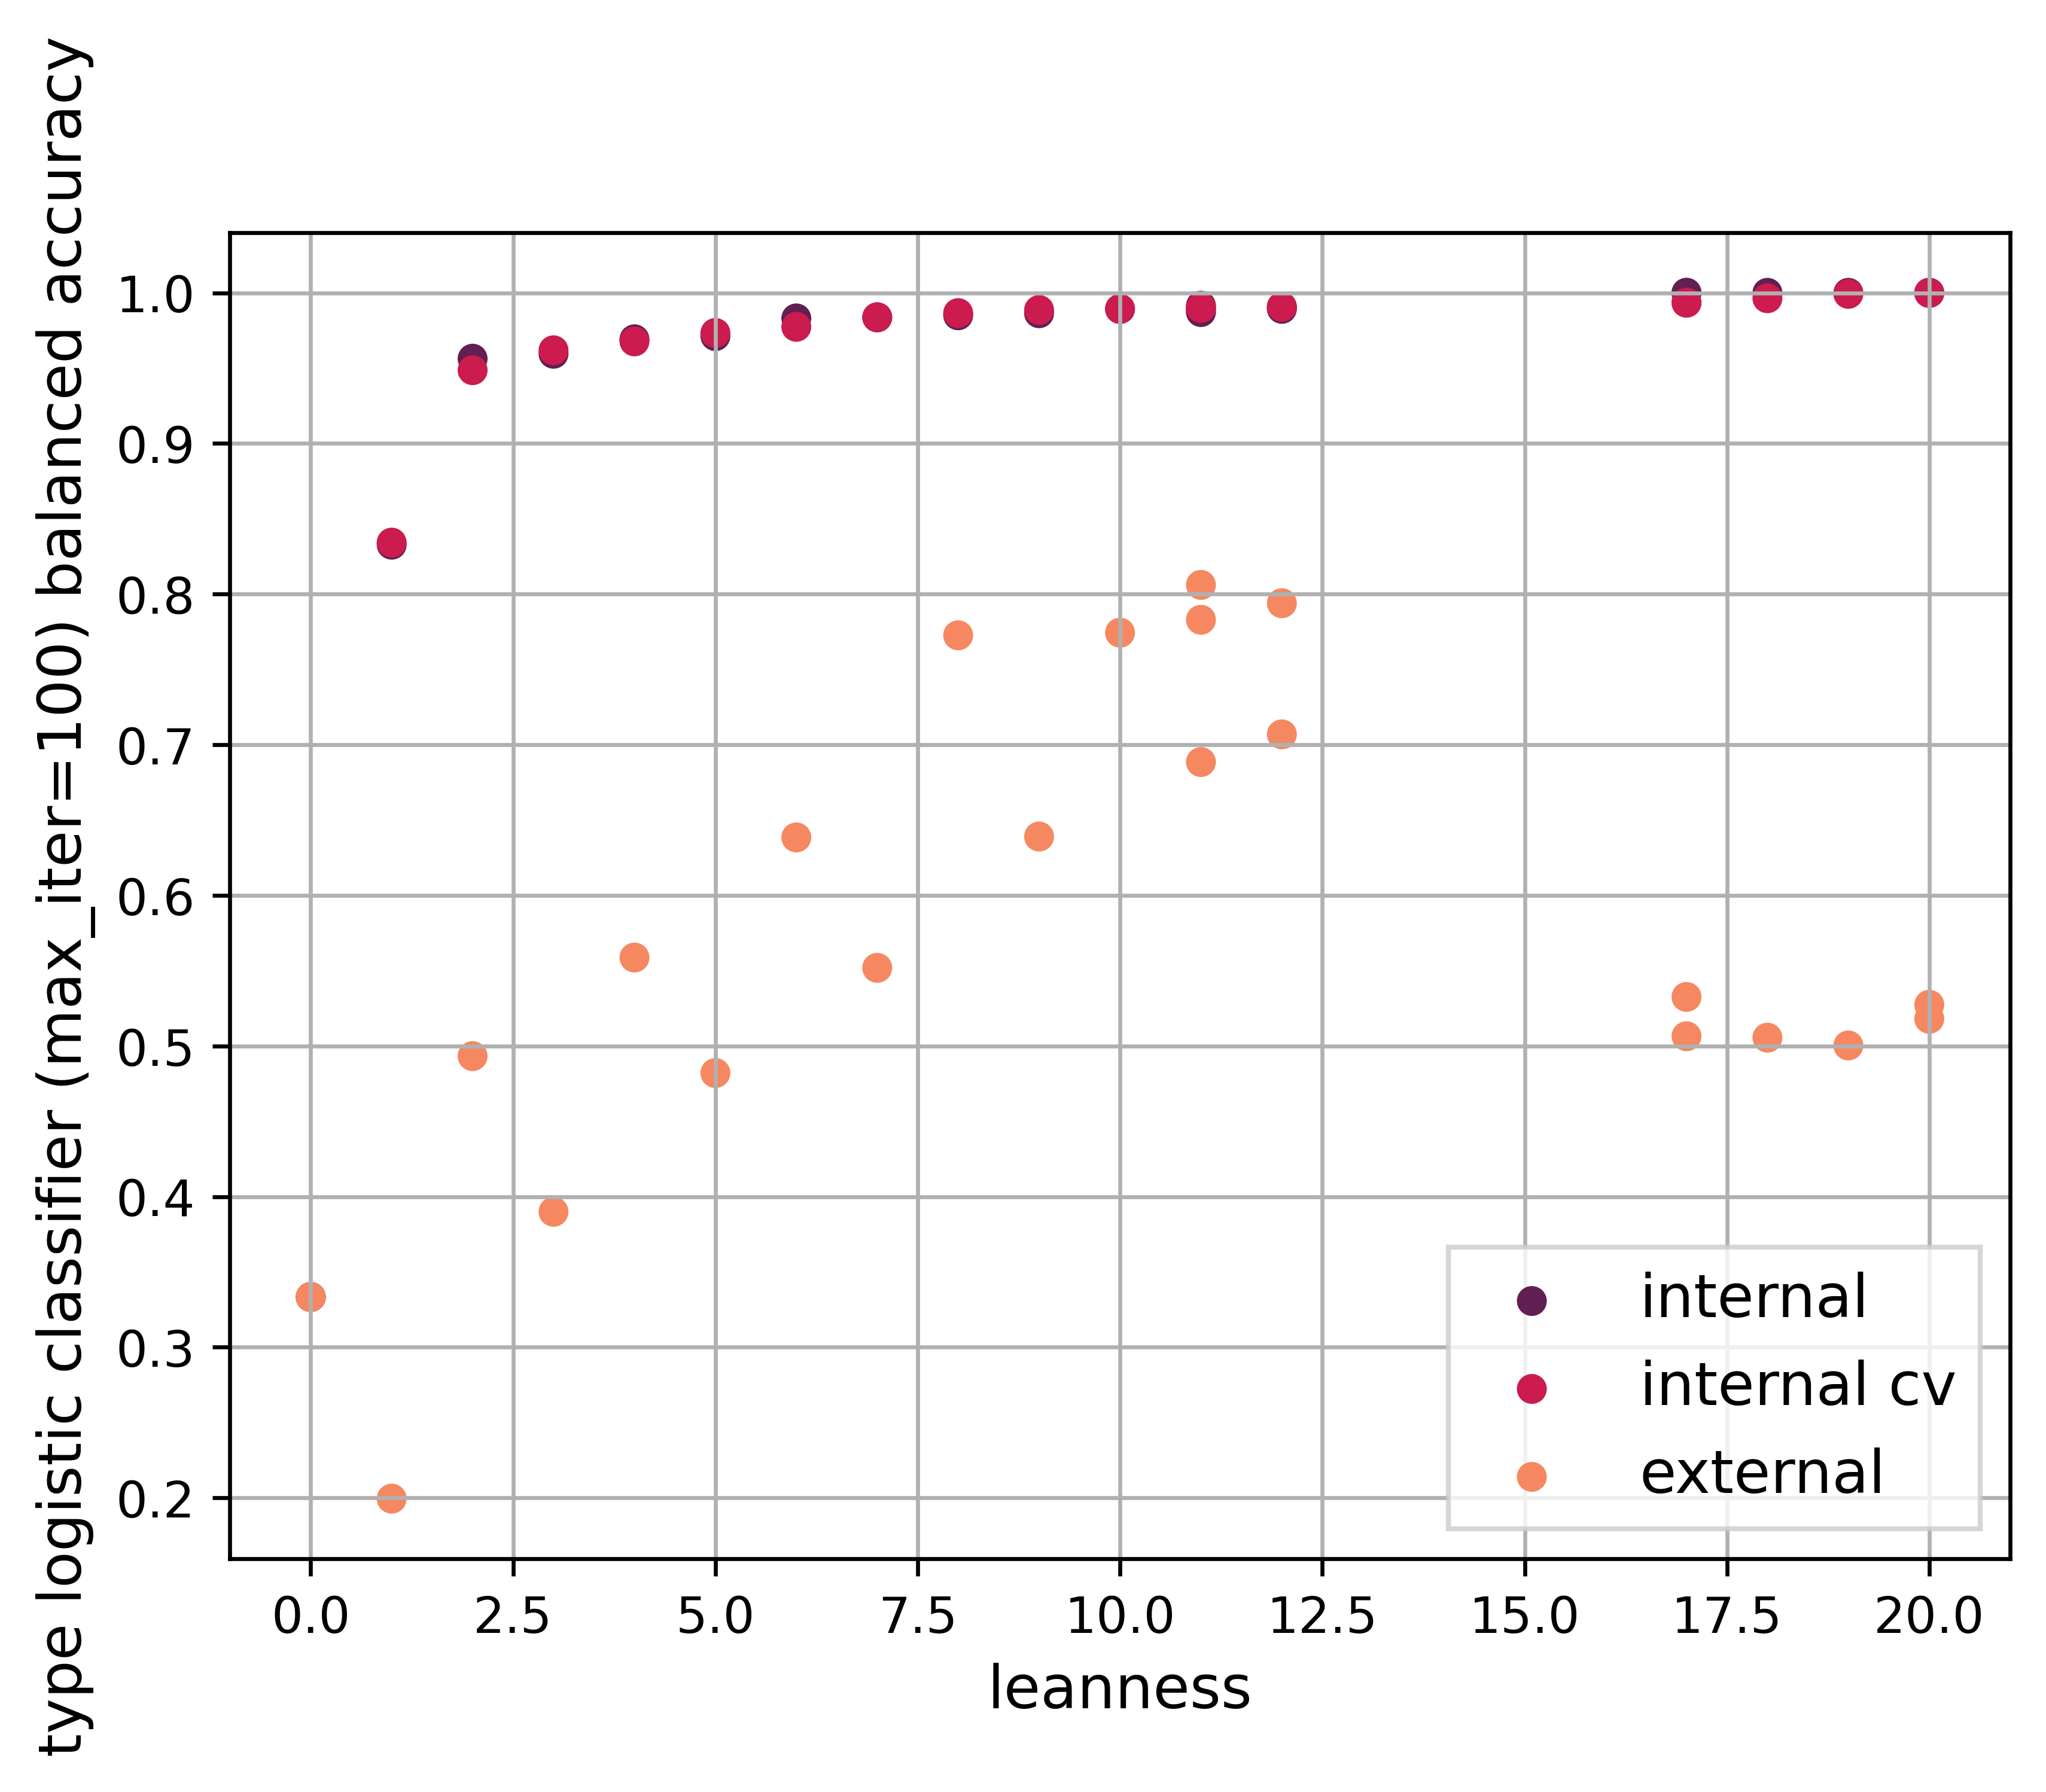 type logistic classifier (max_iter=100) balanced accuracy
1.0
0.9
0.8
0.7
0.6
0.5
0.4
0.3
0.2
internal
internal cv
external
0.0 2.5 5.0 7.5 10.0 12.5 15.0 17.5 20.0
leanness